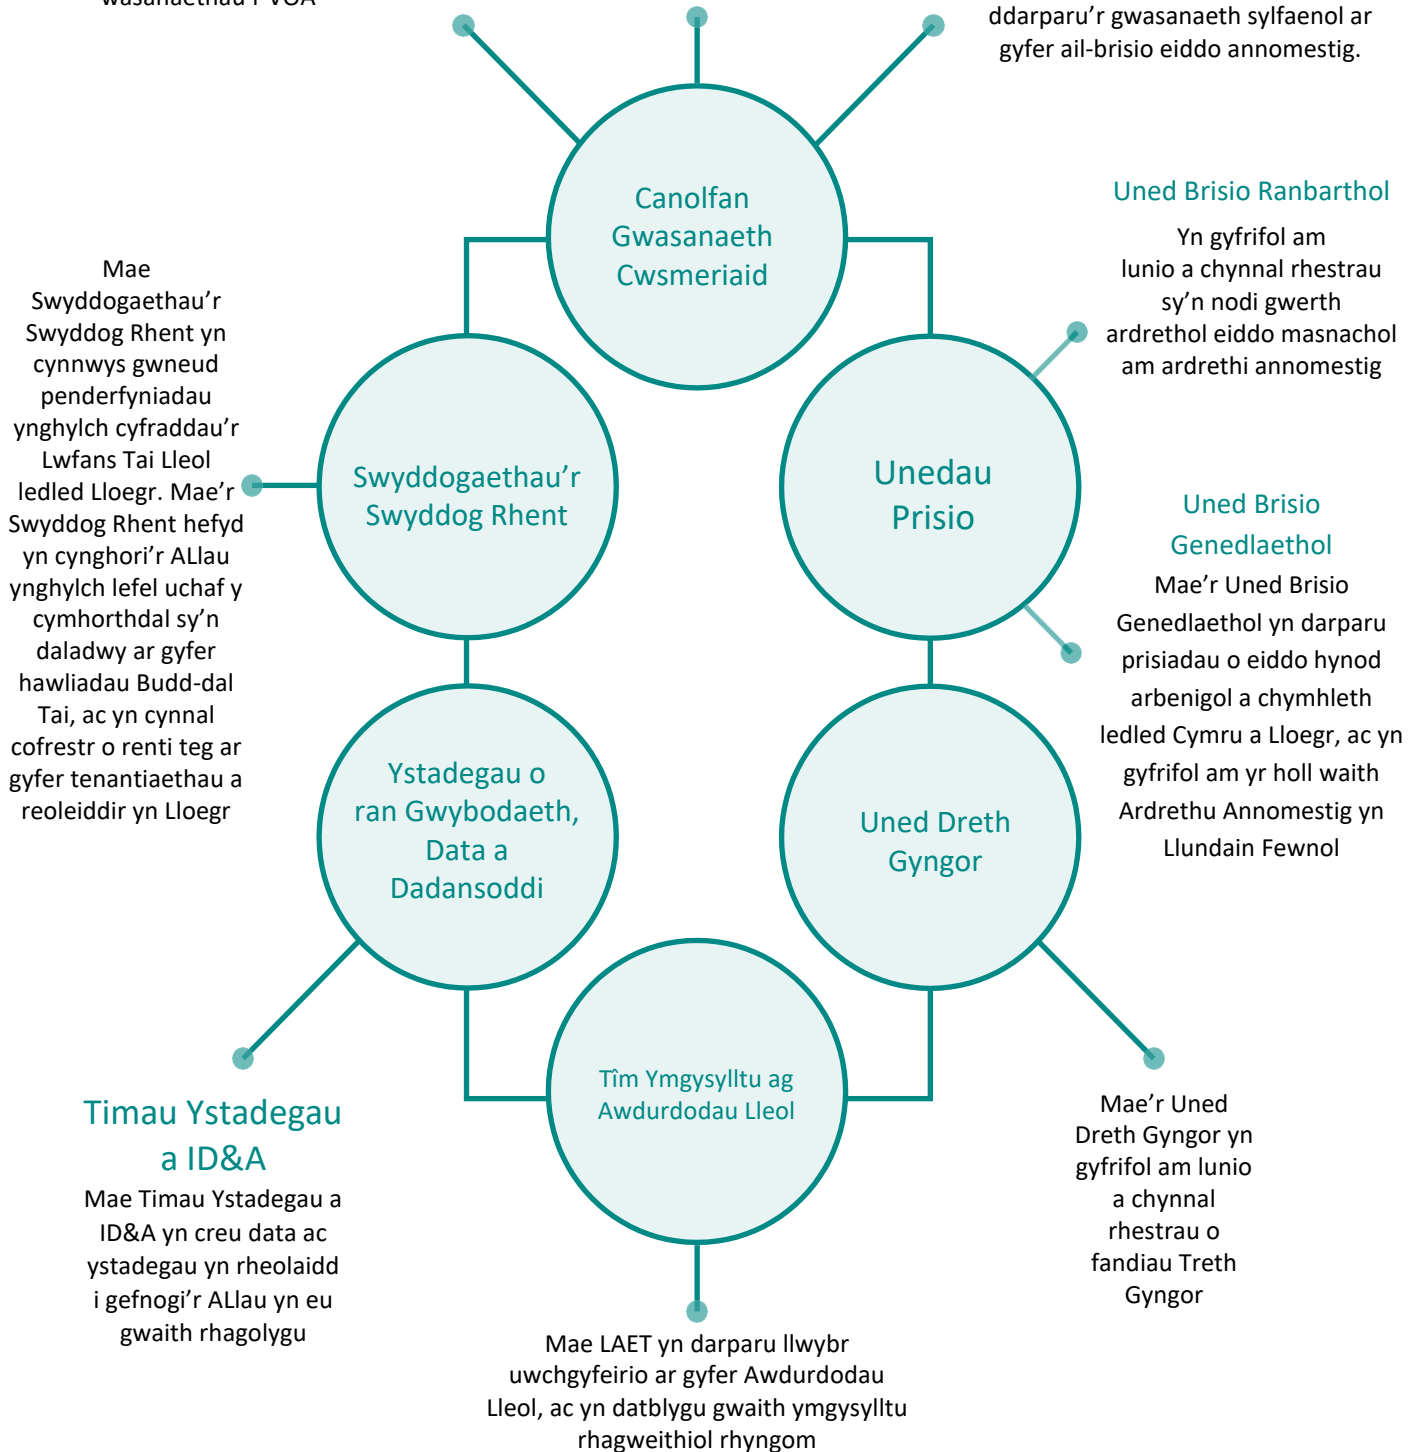 wasanaethau'r VOA
ddarparu'r gwasanaeth sylfaenol ar
gyfer ail-brisio eiddo annomestig.
Canolfan
Gwasanaeth
Cwsmeriaid
Uned Brisio Ranbarthol
Yn gyfrifol am
lunio a chynnal rhestrau
sy'n nodi gwerth
ardrethol eiddo masnachol
am ardrethi annomestig
Mae
Swyddogaethau'r
Swyddog Rhent yn
cynnwys gwneud
penderfyniadau
ynghylch cyfraddau'r
Lwfans Tai Lleol
ledled Lloegr. Mae'r
Swyddog Rhent hefyd
yn cynghori'r ALlau
ynghylch lefel uchaf y
cymhorthdal sy'n
daladwy ar gyfer
hawliadau Budd-dal
Tai, ac yn cynnal
cofrestr o renti teg ar
gyfer tenantiaethau a
reoleiddir yn Lloegr
Swyddogaethau'r
Swyddog Rhent
Unedau
Prisio
Uned Brisio
Genedlaethol
Mae'r Uned Brisio
Genedlaethol yn darparu
prisiadau o eiddo hynod
arbenigol a chymhleth
ledled Cymru a Lloegr, ac yn
gyfrifol am yr holl waith
Ardrethu Annomestig yn
Llundain Fewnol
Ystadegau o
ran Gwybodaeth,
Data a
Dadansoddi
Uned Dreth
Gyngor
Tîm Ymgysylltu ag
Awdurdodau Lleol
Timau Ystadegau
a ID&A
Mae Timau Ystadegau a
ID&A yn creu data ac
ystadegau yn rheolaidd
i gefnogi'r ALlau yn eu
gwaith rhagolygu
Mae'r Uned
Dreth Gyngor yn
gyfrifol am lunio
a chynnal
rhestrau o
fandiau Treth
Gyngor
Mae LAET yn darparu llwybr
uwchgyfeirio ar gyfer Awdurdodau
Lleol, ac yn datblygu gwaith ymgysylltu
rhagweithiol rhyngom